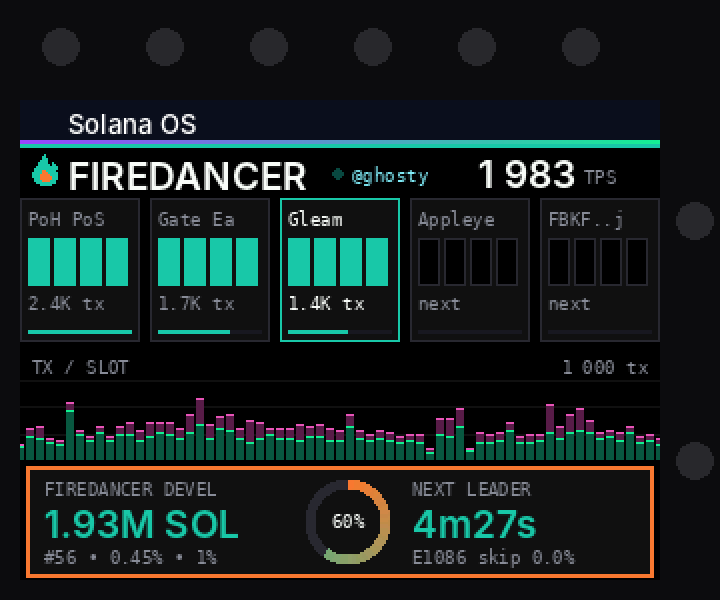 Solana OS
FIREDANCER @ghosty 1 983 TPS
PoH PoS Gate Ea Gleam Appleye FBKF..j
2.4K tx 1.7K tx 1.4K tx next next
TX / SLOT 1 000 tx
FIREDANCER DEVEL NEXT LEADER
1.93M SOL 60% 4m27s
#56 • 0.45% • 1% E1086 skip 0.0%